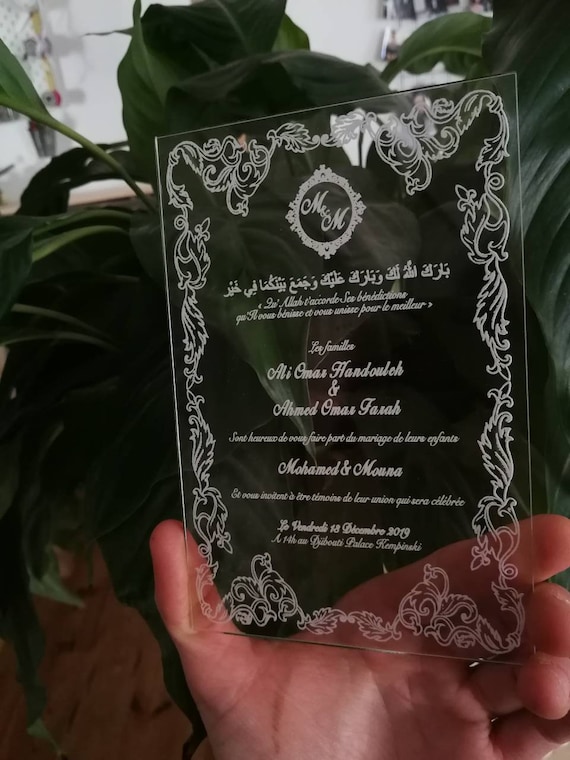 M M
بَارَكَ اللهُ لَكَ وَبَارَكَ عَلَيْكَ وَجَمَعَ بَيْنَكُمَا فِي خَيْر
« Qu'Allah t'accorde Ses bénédictions
qu'Il vous bénisse et vous unisse pour le meilleur »
Les familles
Ali Omar Handouleh
&
Ahmed Omar Farah
Sont heureux de vous faire part du mariage de leurs enfants
Mohamed & Mouna
Et vous invitent à être témoins de leur union qui sera célébrée
Le Vendredi 13 Décembre 2019
A 14h au Djibouti Palace Kempinski